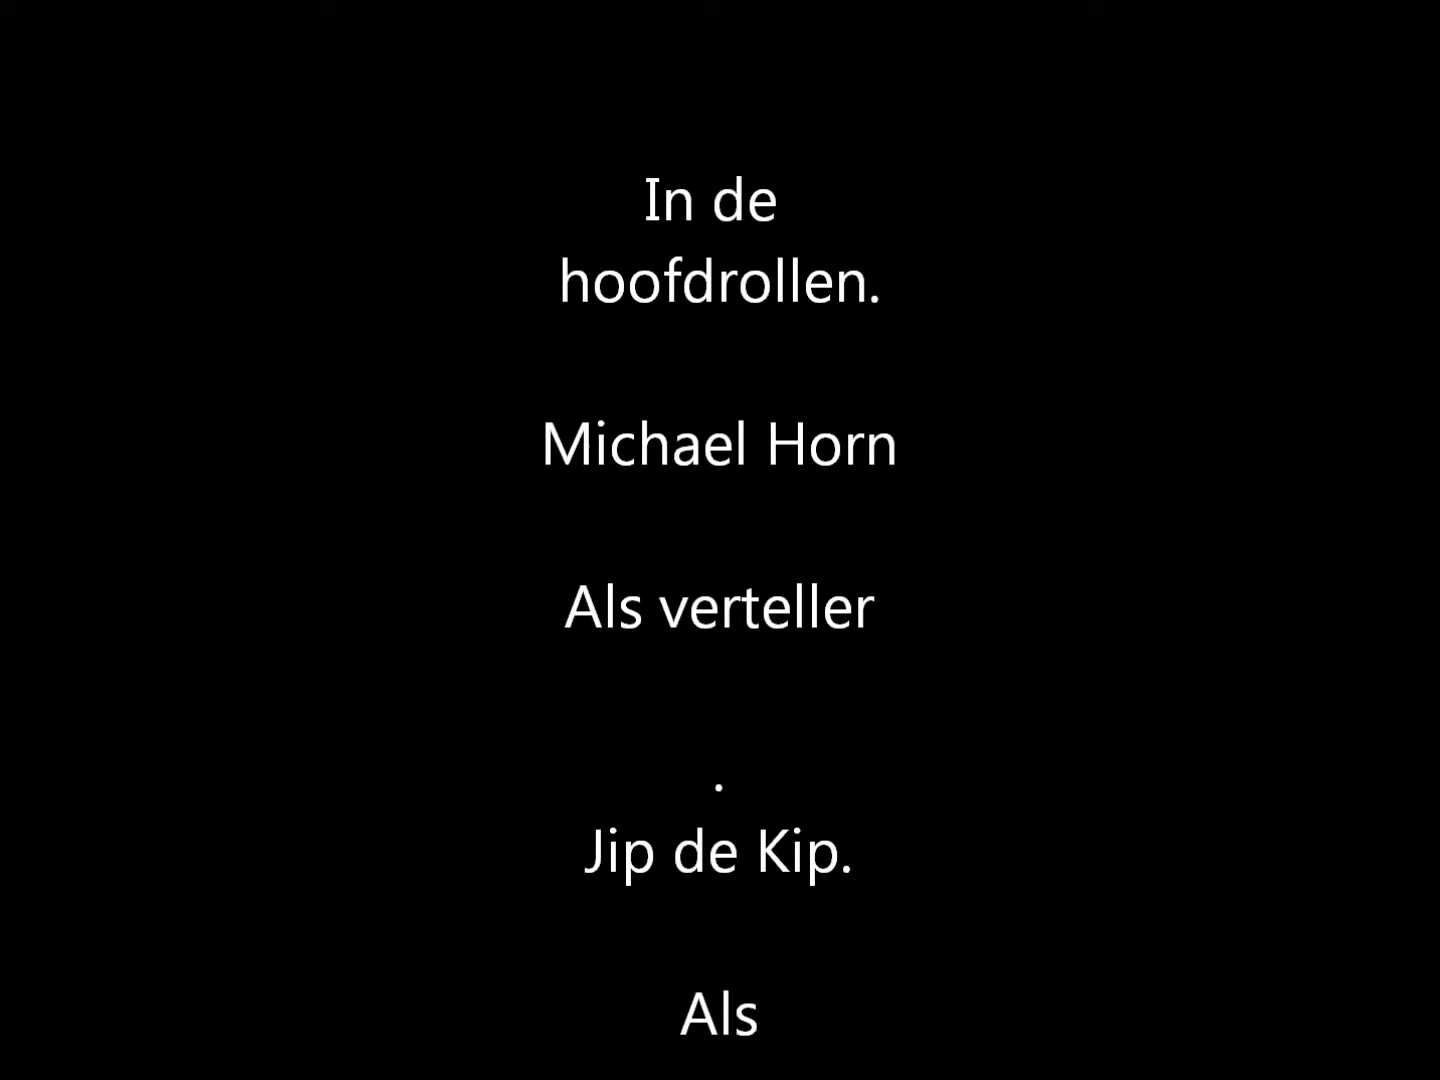 In de
hoofdrollen.
Michael Horn
Als verteller
.
Jip de Kip.
Als